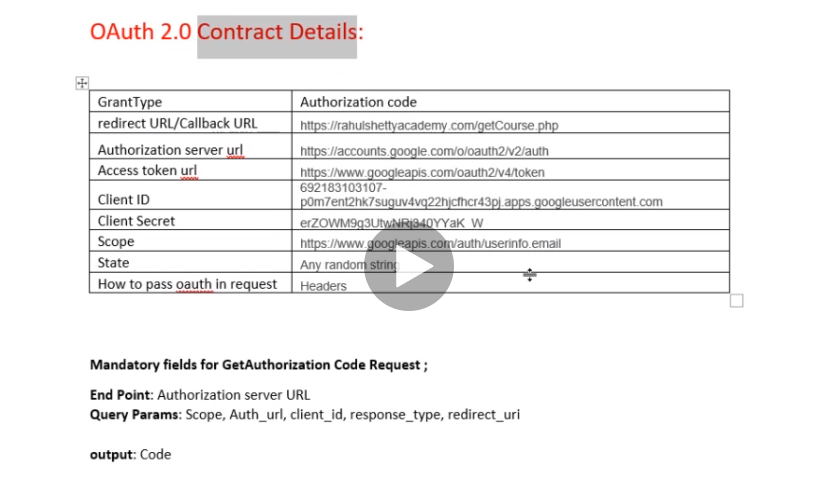 OAuth 2.0 Contract Details:
GrantType Authorization code
redirect URL/Callback URL https://rahulshettyacademy.com/getCourse.php
Authorization server url https://accounts.google.com/o/oauth2/v2/auth
Access token url https://www.googleapis.com/oauth2/v4/token
692183103107-
Client ID p0m7ent2hk7suguv4vq22hjcfhcr43pj.apps.googleusercontent.com
Client Secret
Scope https://www.googleapis.com/auth/userinfo.email
State Any random string
How to pass oauth in request Headers
Mandatory fields for GetAuthorization Code Request ;
End Point: Authorization server URL
Query Params: Scope, Auth_url, client_id, response_type, redirect_uri
output: Code